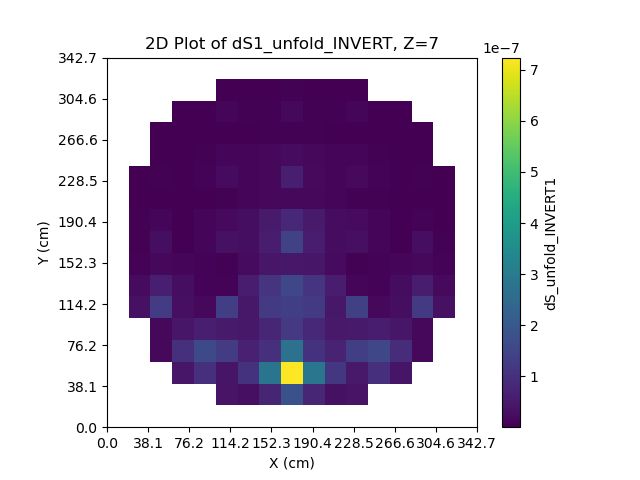 2D Plot of dS1_unfold_INVERT, Z=7
1e−7
342.7
304.6
266.6
228.5
190.4
152.3
114.2
76.2
38.1
0.0
Y (cm)
0.0 38.1 76.2 114.2 152.3 190.4 228.5 266.6 304.6 342.7
X (cm)
7
6
5
4
3
2
1
dS_unfold_INVERT1